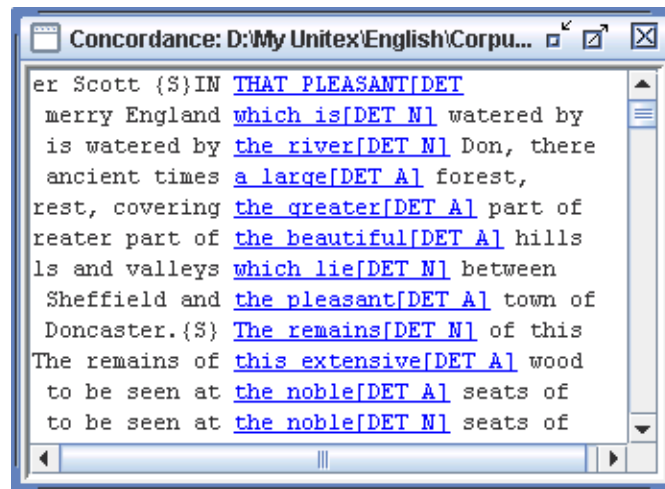 Concordance: D:\My Unitex\English\Corpu...
er Scott {S}IN THAT PLEASANT[DET
merry England which is[DET N] watered by
is watered by the river[DET N] Don, there
ancient times a large[DET A] forest,
rest, covering the greater[DET A] part of
reater part of the beautiful[DET A] hills
ls and valleys which lie[DET N] between
Sheffield and the pleasant[DET A] town of
Doncaster.{S} The remains[DET N] of this
The remains of this extensive[DET A] wood
to be seen at the noble[DET A] seats of
to be seen at the noble[DET N] seats of